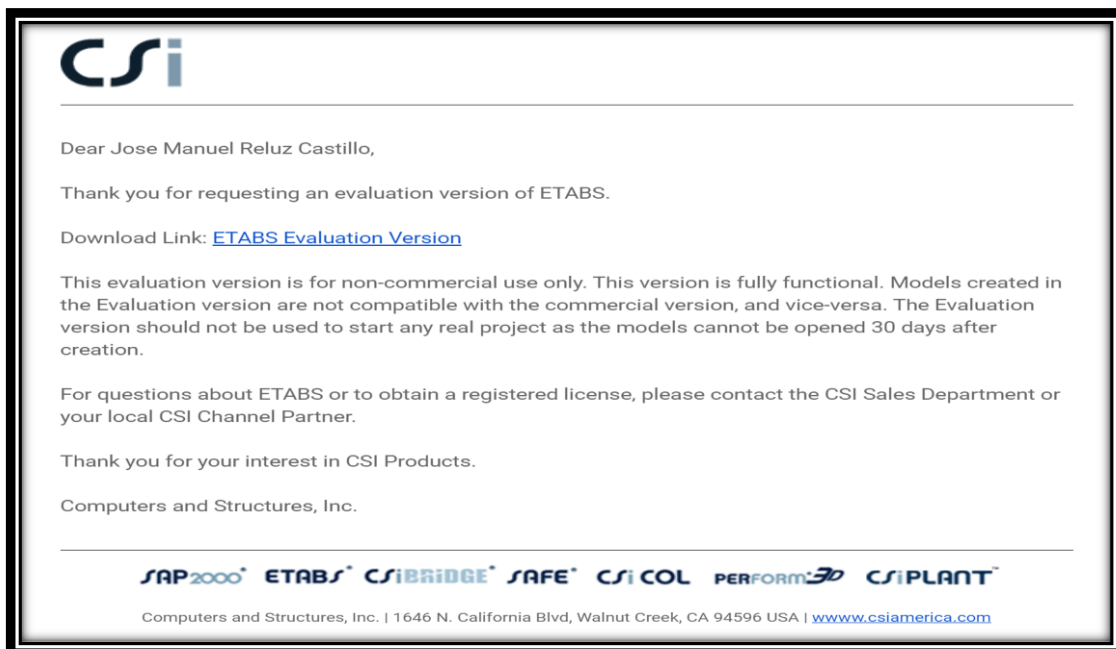 CSi
Dear Jose Manuel Reluz Castillo,
Thank you for requesting an evaluation version of ETABS.
Download Link: ETABS Evaluation Version
This evaluation version is for non-commercial use only. This version is fully functional. Models created in
the Evaluation version are not compatible with the commercial version, and vice-versa. The Evaluation
version should not be used to start any real project as the models cannot be opened 30 days after
creation.
For questions about ETABS or to obtain a registered license, please contact the CSI Sales Department or
your local CSI Channel Partner.
Thank you for your interest in CSI Products.
Computers and Structures, Inc.
SAP2000® ETABS® CSiBRiDGE® SAFE® CSiCOL PERFORM:3D CSiPLANT™
Computers and Structures, Inc. | 1646 N. California Blvd, Walnut Creek, CA 94596 USA | wwww.csiamerica.com